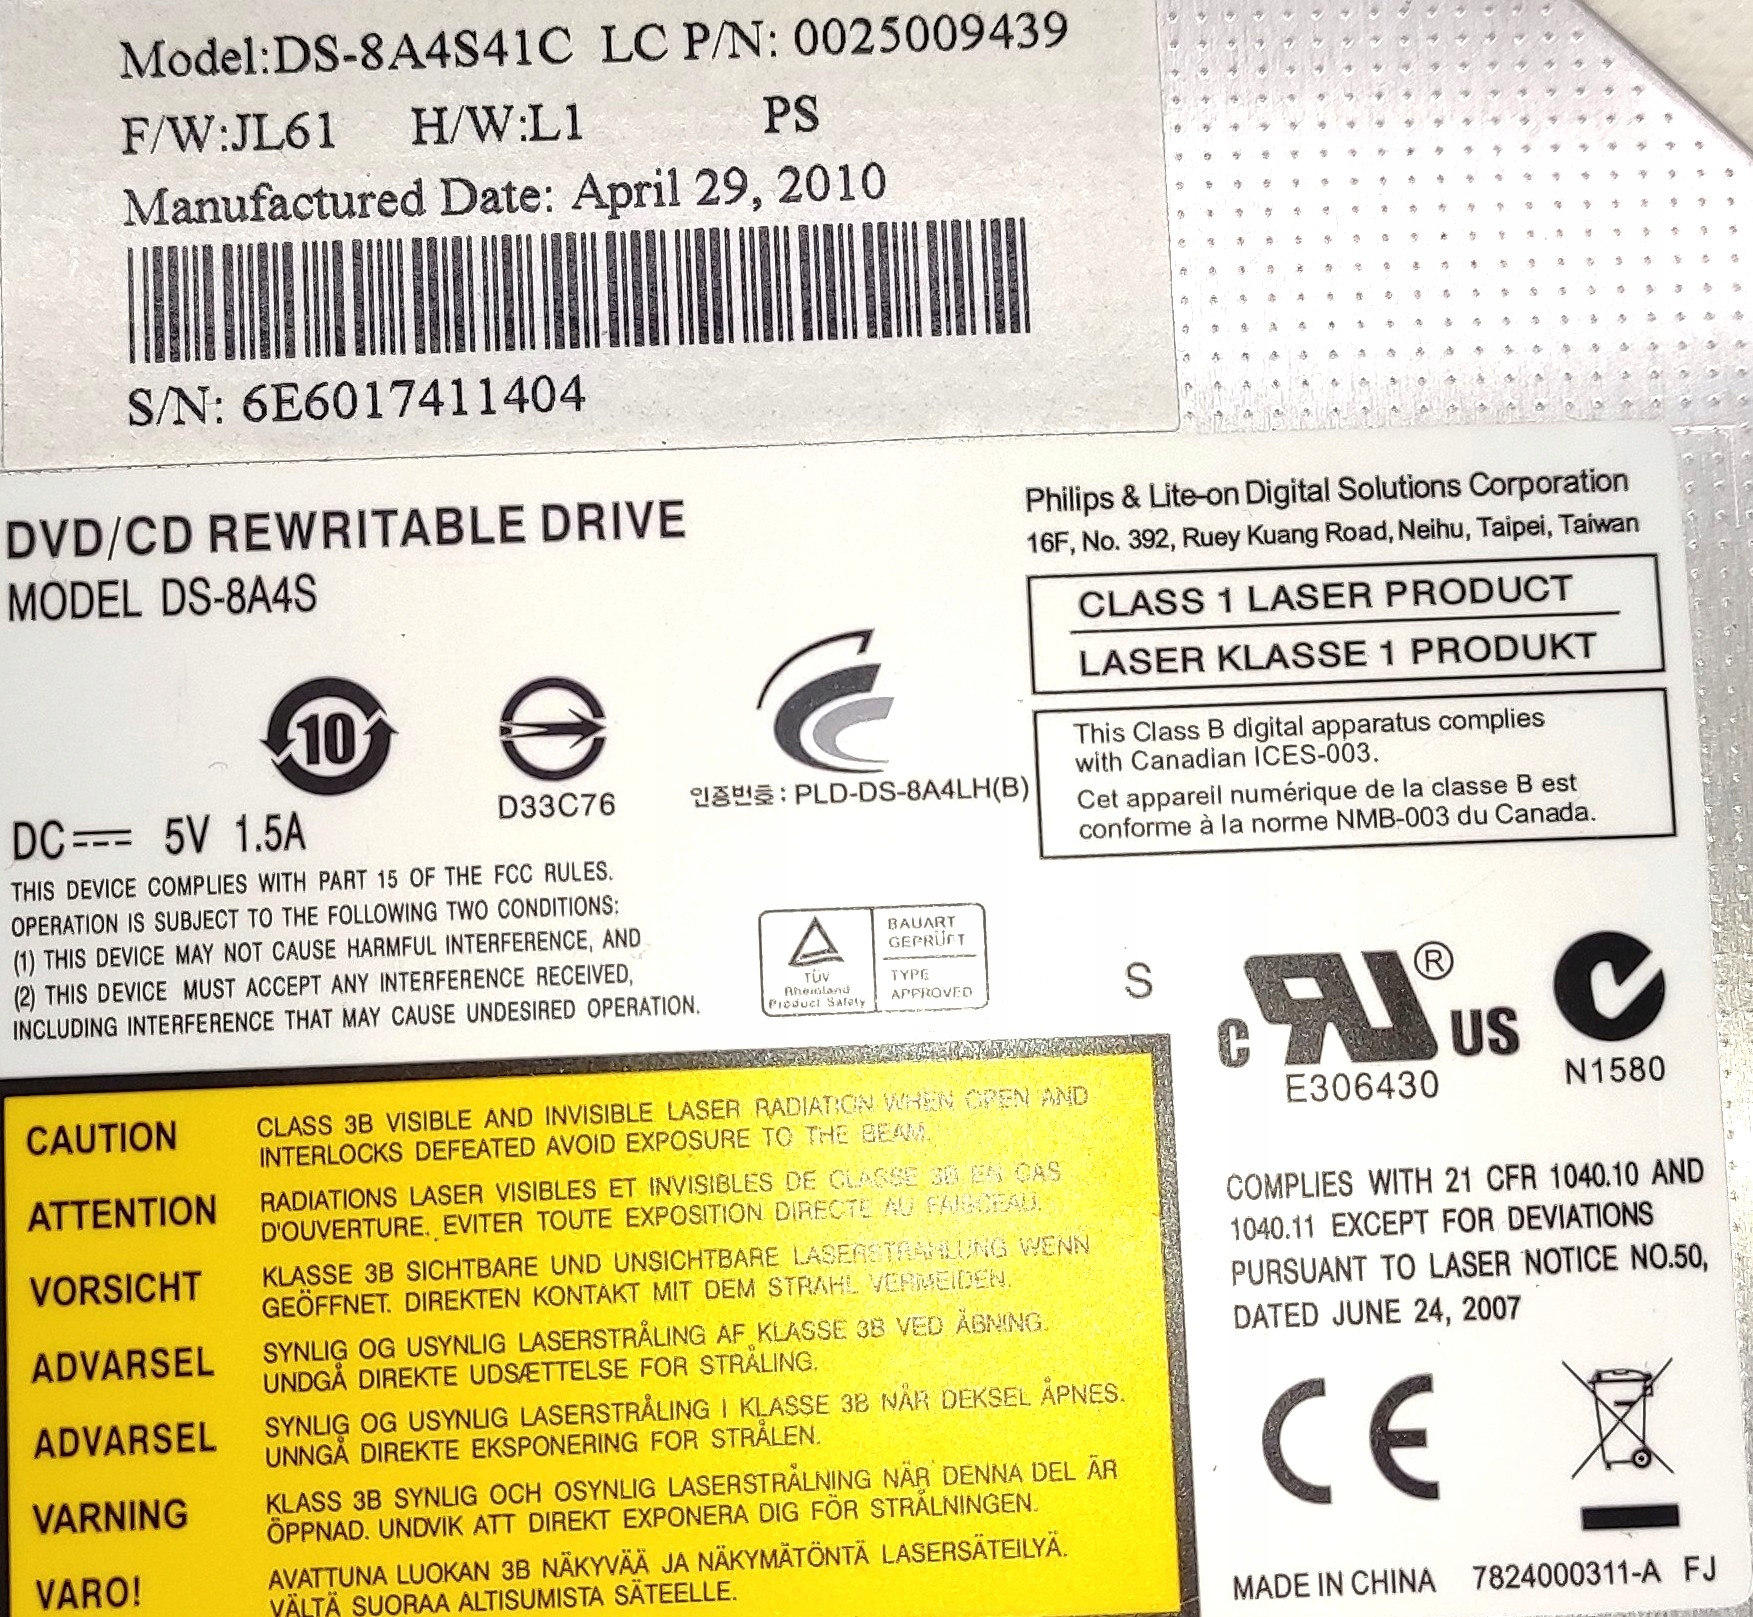 Model:DS-8A4S41C LC P/N: 0025009439
F/W:JL61 H/W:L1 PS
Manufactured Date: April 29, 2010
S/N: 6E6017411404
DVD/CD REWRITABLE DRIVE
MODEL DS-8A4S
Philips & Lite-on Digital Solutions Corporation
16F, No. 392, Ruey Kuang Road, Neihu, Taipei, Taiwan
CLASS 1 LASER PRODUCT
LASER KLASSE 1 PRODUKT
10
D33C76
인증번호: PLD-DS-8A4LH(B)
This Class B digital apparatus complies
with Canadian ICES-003.
Cet appareil numérique de la classe B est
conforme à la norme NMB-003 du Canada.
DC 5V 1.5A
THIS DEVICE COMPLIES WITH PART 15 OF THE FCC RULES.
OPERATION IS SUBJECT TO THE FOLLOWING TWO CONDITIONS:
(1) THIS DEVICE MAY NOT CAUSE HARMFUL INTERFERENCE, AND
(2) THIS DEVICE MUST ACCEPT ANY INTERFERENCE RECEIVED,
INCLUDING INTERFERENCE THAT MAY CAUSE UNDESIRED OPERATION.
TÜV
Rheinland
Product Safety
BAUART
GEPRÜFT
TYPE
APPROVED
S
C RU ® US
E306430
N1580
CAUTION
CLASS 3B VISIBLE AND INVISIBLE LASER RADIATION WHEN OPEN AND
INTERLOCKS DEFEATED AVOID EXPOSURE TO THE BEAM.
ATTENTION
RADIATIONS LASER VISIBLES ET INVISIBLES DE CLASSE 3B EN CAS
D'OUVERTURE. EVITER TOUTE EXPOSITION DIRECTE AU FAISCEAU.
VORSICHT
KLASSE 3B SICHTBARE UND UNSICHTBARE LASERSTRAHLUNG WENN
GEÖFFNET. DIREKTEN KONTAKT MIT DEM STRAHL VERMEIDEN.
ADVARSEL
SYNLIG OG USYNLIG LASERSTRÅLING AF KLASSE 3B VED ÅBNING.
UNDGÅ DIREKTE UDSÆTTELSE FOR STRÅLING.
ADVARSEL
SYNLIG OG USYNLIG LASERSTRÅLING I KLASSE 3B NÅR DEKSEL ÅPNES.
UNNGÅ DIREKTE EKSPONERING FOR STRÅLEN.
VARNING
KLASS 3B SYNLIG OCH OSYNLIG LASERSTRÅLNING NÄR DENNA DEL ÄR
ÖPPNAD. UNDVIK ATT DIREKT EXPONERA DIG FÖR STRÅLNINGEN.
VARO!
AVATTUNA LUOKAN 3B NÄKYVÄÄ JA NÄKYMÄTÖNTÄ LASERSÄTEILYÄ.
VÄLTÄ SUORAA ALTISUMISTA SÄTEELLE.
COMPLIES WITH 21 CFR 1040.10 AND
1040.11 EXCEPT FOR DEVIATIONS
PURSUANT TO LASER NOTICE NO.50,
DATED JUNE 24, 2007
CE
MADE IN CHINA 7824000311-A FJ